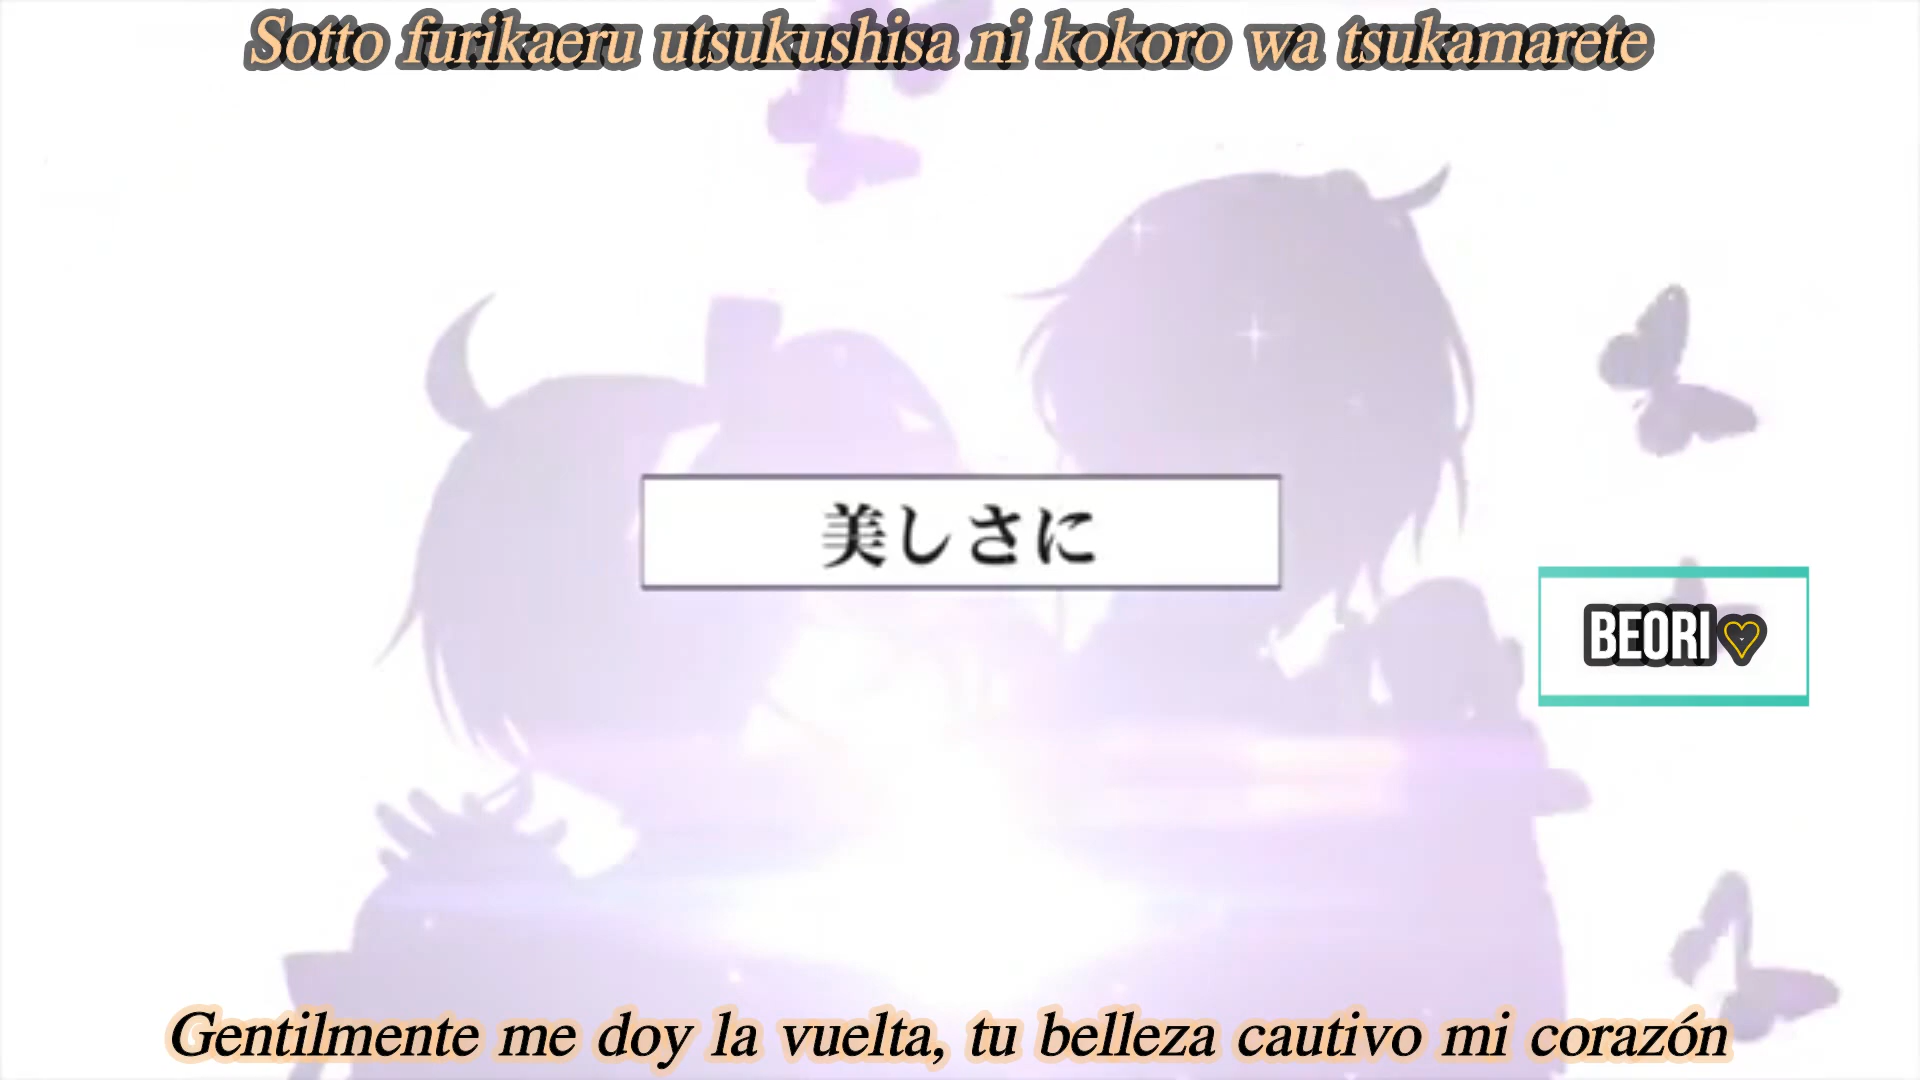 Sotto furikaeru utsukushisa ni kokoro wa tsukamarete
美しさに
BEORI♡
Gentilmente me doy la vuelta, tu belleza cautivo mi corazón